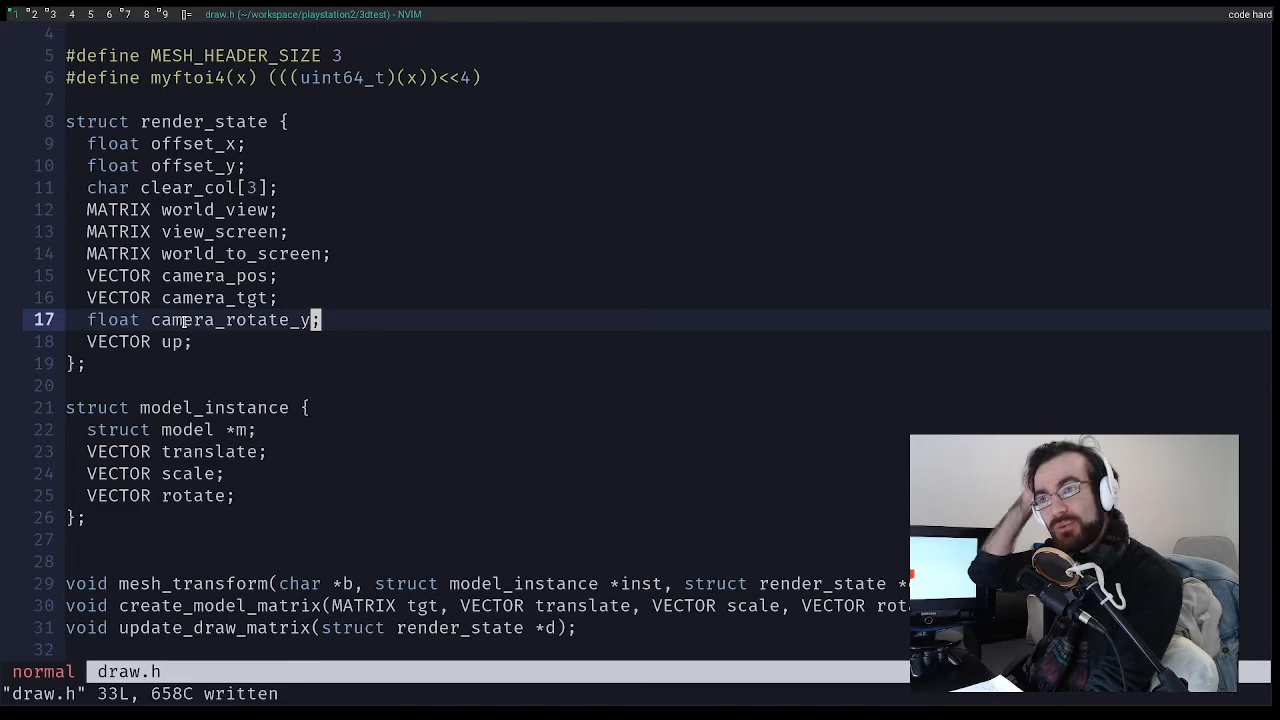 1 2 3 4 5 6 7 8 9 []= draw.h (~/workspace/playstation2/3dtest) - NVIM code hard
4
5 #define MESH_HEADER_SIZE 3
6 #define myftoi4(x) (((uint64_t)(x))<<4)
7
8 struct render_state {
9 float offset_x;
10 float offset_y;
11 char clear_col[3];
12 MATRIX world_view;
13 MATRIX view_screen;
14 MATRIX world_to_screen;
15 VECTOR camera_pos;
16 VECTOR camera_tgt;
17 float camera_rotate_y;
18 VECTOR up;
19 };
20
21 struct model_instance {
22 struct model *m;
23 VECTOR translate;
24 VECTOR scale;
25 VECTOR rotate;
26 };
27
28
29 void mesh_transform(char *b, struct model_instance *inst, struct render_state *
30 void create_model_matrix(MATRIX tgt, VECTOR translate, VECTOR scale, VECTOR rot
31 void update_draw_matrix(struct render_state *d);
32
normal draw.h
"draw.h" 33L, 658C written